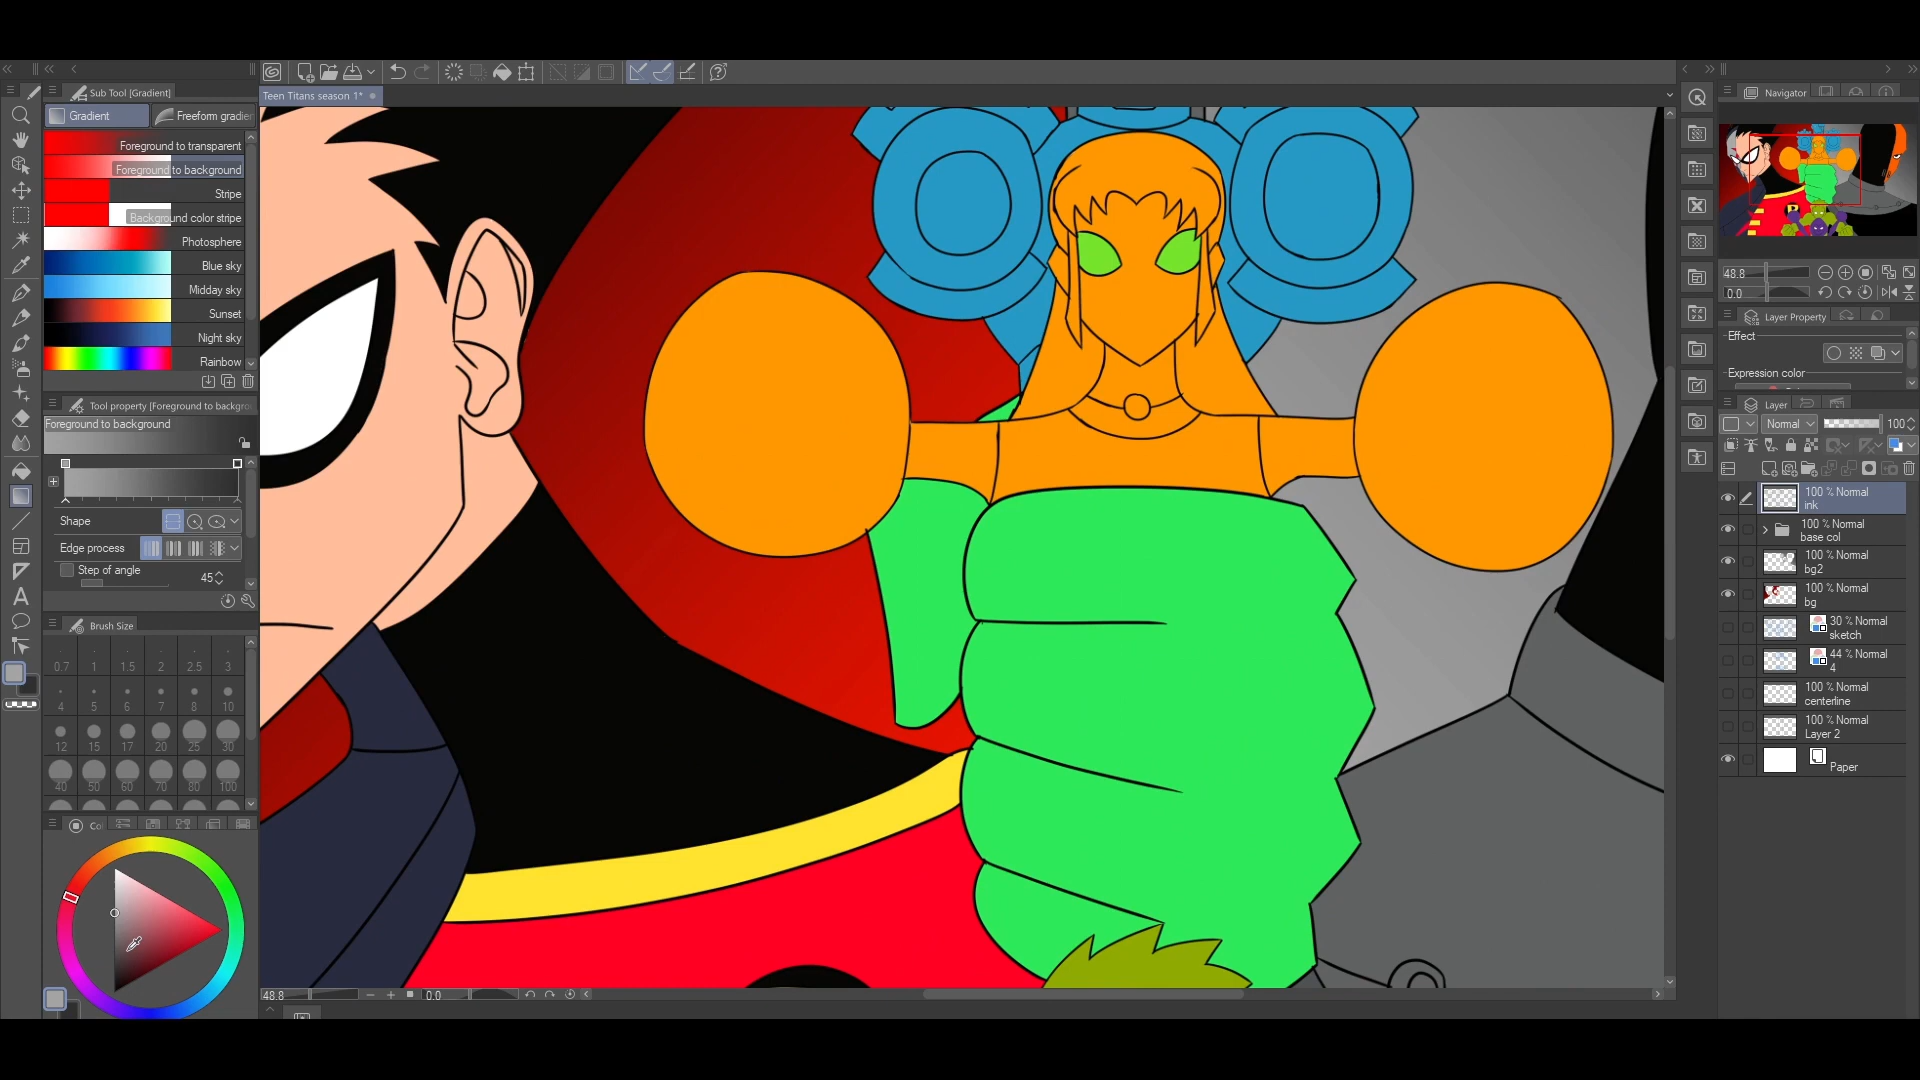 Teen Titans season 1*
Sub Tool [Gradient]
Gradient
Freeform gradie
Foreground to transparent
Foreground to background
Stripe
Background color stripe
Photosphere
Blue sky
Midday sky
Sunset
Night sky
Rainbow
Tool property [Foreground to backgro
Foreground to background
Shape
Edge process
Step of angle
45
Brush Size
0.7 1 1.5 2 2.5 3
4 5 6 7 8 10
12 15 17 20 25 30
40 50 60 70 80 100
Co
48.8
0.0
Navigator
48.8
0.0
Layer Property
Effect
Expression color
Layer
Normal
100
100 % Normal
ink
100 % Normal
base col
100 % Normal
bg2
100 % Normal
bg
30 % Normal
sketch
44 % Normal
4
100 % Normal
centerline
100 % Normal
Layer 2
Paper